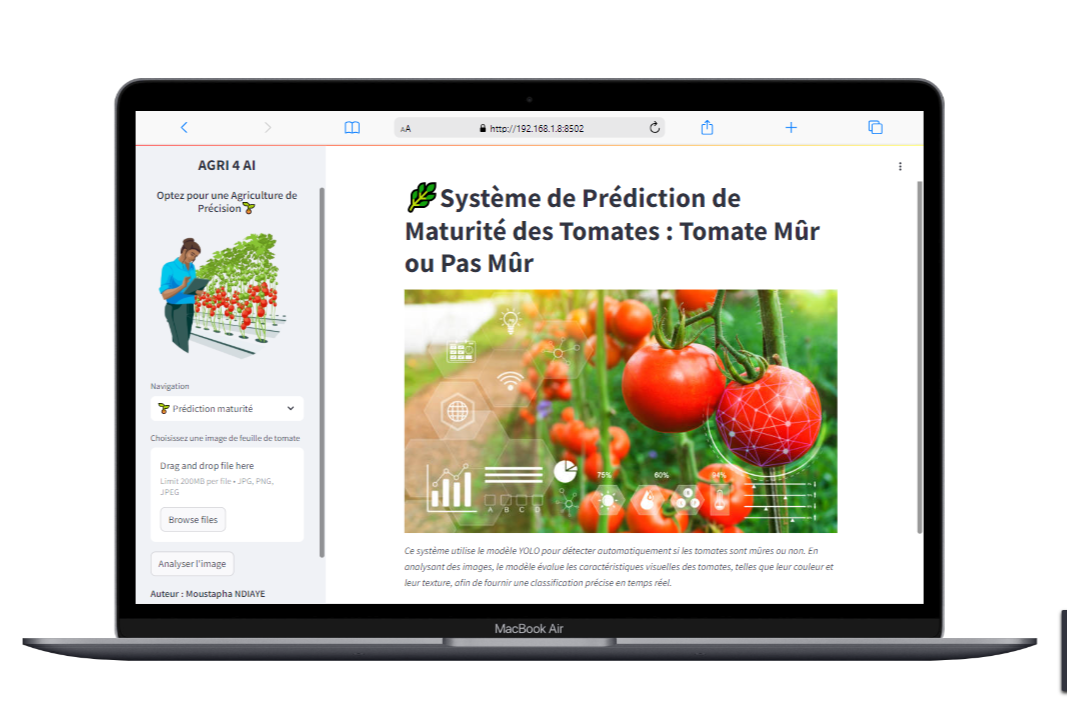 AA
http://192.168.1.8:8502
AGRI 4 AI
Optez pour une Agriculture de
Précision
Navigation
Prédiction maturité
Choisissez une image de feuille de tomate
Drag and drop file here
Limit 200MB per file • JPG, PNG,
JPEG
Browse files
Analyser l'image
Auteur : Moustapha NDIAYE
Système de Prédiction de
Maturité des Tomates : Tomate Mûr
ou Pas Mûr
75% 60% 94%
A B C D
Ce système utilise le modèle YOLO pour détecter automatiquement si les tomates sont mûres ou non. En
analysant des images, le modèle évalue les caractéristiques visuelles des tomates, telles que leur couleur et
leur texture, afin de fournir une classification précise en temps réel.
MacBook Air